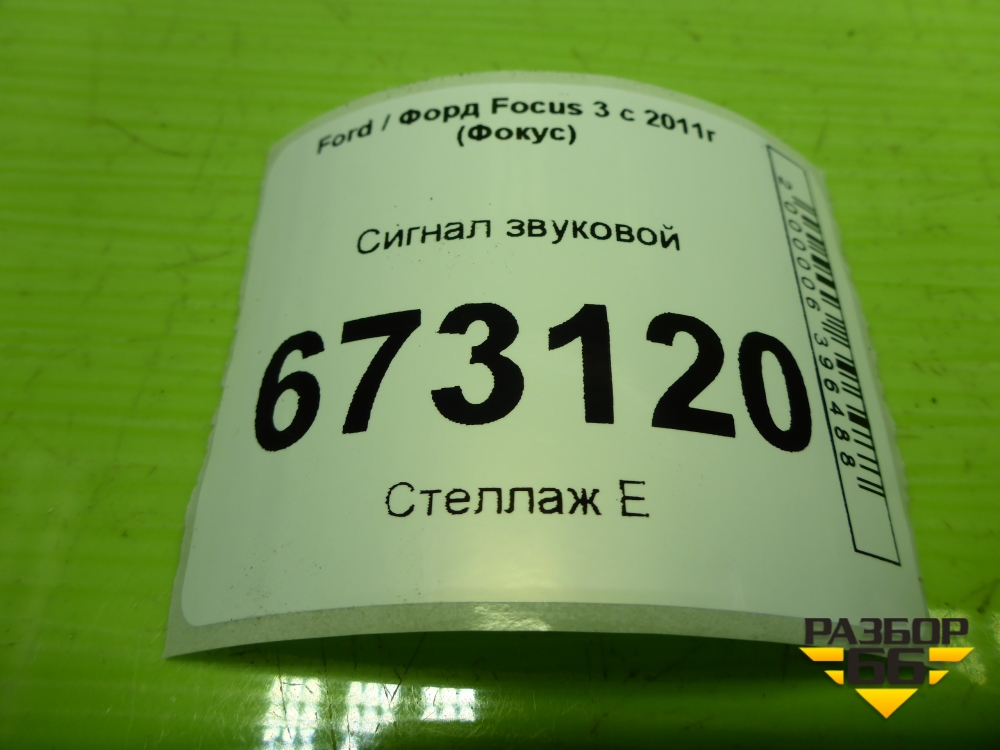 Ford / Форд Focus 3 с 2011г
(Фокус)
Сигнал звуковой
673120
Стеллаж Е
2000006396488
РАЗБОР
66